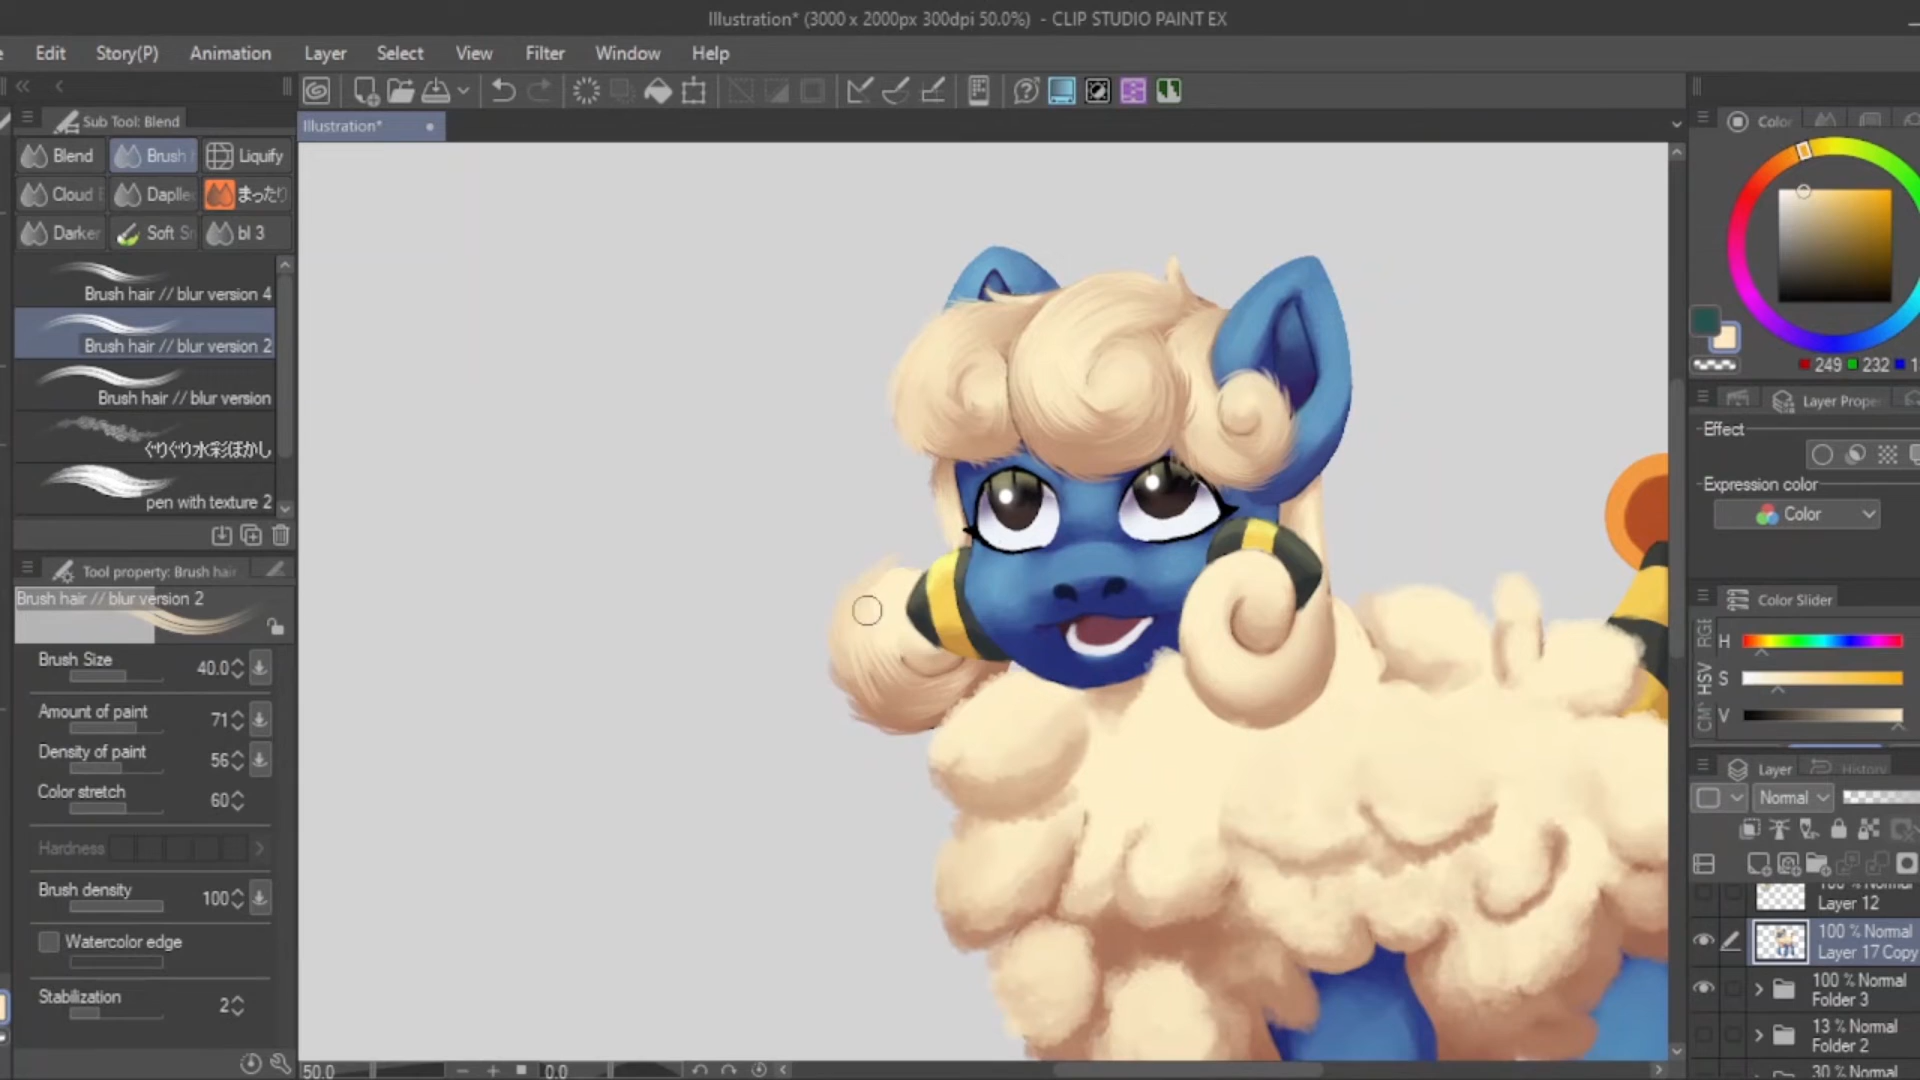 Illustration* (3000 x 2000px 300dpi 50.0%) - CLIP STUDIO PAINT EX
Edit Story(P) Animation Layer Select View Filter Window Help
Sub Tool: Blend
Illustration*
Color
Blend Brush Liquify
Cloud まったり
Darker Soft bl 3
Brush hair // blur version 4
Brush hair // blur version 2
Brush hair // blur version
ぐりぐり水彩ぼかし
pen with texture 2
249 232
Layer
Effect
Expression color
Color
Tool property: Brush hair
Brush hair // blur version 2
Color Slider
Brush Size 40.0
H
HSV S
V
Amount of paint 71
Density of paint 56
Color stretch 60
Layer History
Normal
Hardness
Brush density 100
Layer 12
100 % Normal
Layer 17 Copy
Watercolor edge
100 % Normal
Folder 3
Stabilization 2
13 % Normal
Folder 2
30 % Normal
50.0 0.0